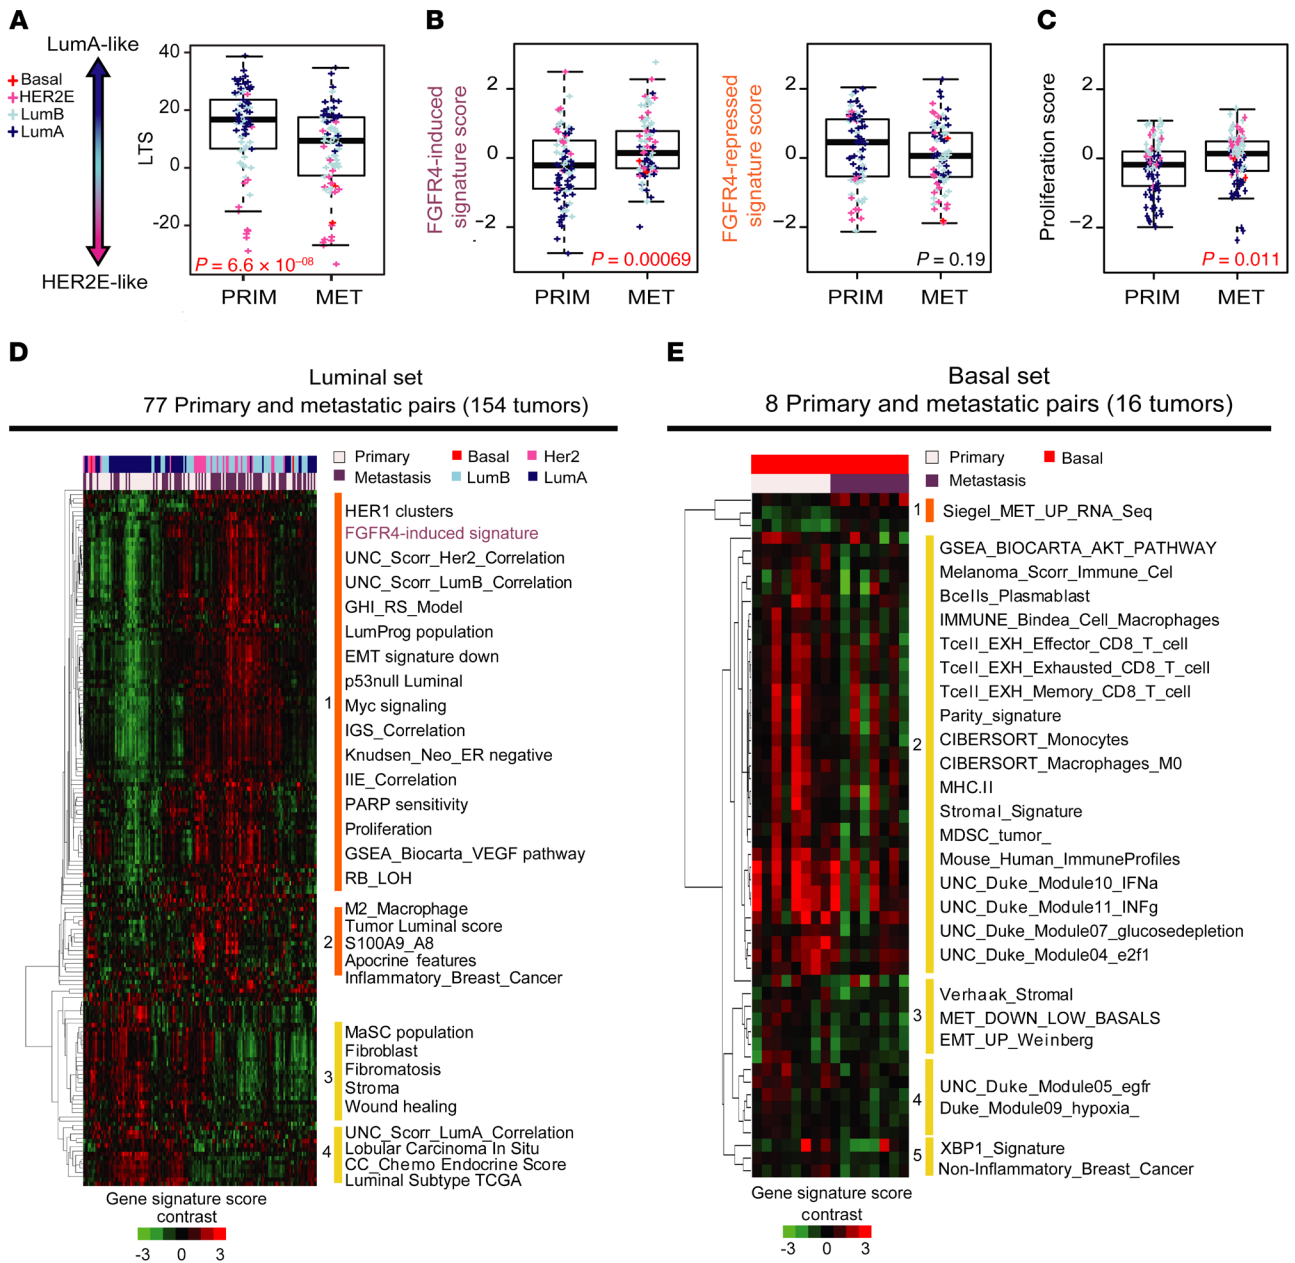 A
LumA-like
Basal
HER2E
LumB
LumA
HER2E-like
LTS
40
20
0
−20
P = 6.6 × 10⁻⁰⁸
PRIM MET
B
FGFR4-induced
signature score
2
0
−2
P = 0.00069
PRIM MET
FGFR4-repressed
signature score
2
0
−2
P = 0.19
PRIM MET
C
Proliferation score
2
0
−2
P = 0.011
PRIM MET
D
Luminal set
77 Primary and metastatic pairs (154 tumors)
Primary Basal Her2
Metastasis LumB LumA
1
HER1 clusters
FGFR4-induced signature
UNC_Scorr_Her2_Correlation
UNC_Scorr_LumB_Correlation
GHI_RS_Model
LumProg population
EMT signature down
p53null Luminal
Myc signaling
IGS_Correlation
Knudsen_Neo_ER negative
IIE_Correlation
PARP sensitivity
Proliferation
GSEA_Biocarta_VEGF pathway
RB_LOH
2
M2_Macrophage
Tumor Luminal score
S100A9_A8
Apocrine features
Inflammatory_Breast_Cancer
3
MaSC population
Fibroblast
Fibromatosis
Stroma
Wound healing
4
UNC_Scorr_LumA_Correlation
Lobular Carcinoma In Situ
CC_Chemo Endocrine Score
Luminal Subtype TCGA
Gene signature score
contrast
-3 0 3
E
Basal set
8 Primary and metastatic pairs (16 tumors)
Primary Basal
Metastasis
1
Siegel_MET_UP_RNA_Seq
2
GSEA_BIOCARTA_AKT_PATHWAY
Melanoma_Scorr_Immune_Cel
Bcells_Plasmablast
IMMUNE_Bindea_Cell_Macrophages
Tcell_EXH_Effector_CD8_T_cell
Tcell_EXH_Exhausted_CD8_T_cell
Tcell_EXH_Memory_CD8_T_cell
Parity_signature
CIBERSORT_Monocytes
CIBERSORT_Macrophages_M0
MHC.II
Stromal_Signature
MDSC_tumor_
Mouse_Human_ImmuneProfiles
UNC_Duke_Module10_IFNa
UNC_Duke_Module11_INFg
UNC_Duke_Module07_glucosedepletion
UNC_Duke_Module04_e2f1
3
Verhaak_Stromal
MET_DOWN_LOW_BASALS
EMT_UP_Weinberg
4
UNC_Duke_Module05_egfr
Duke_Module09_hypoxia_
5
XBP1_Signature
Non-Inflammatory_Breast_Cancer
Gene signature score
contrast
-3 0 3